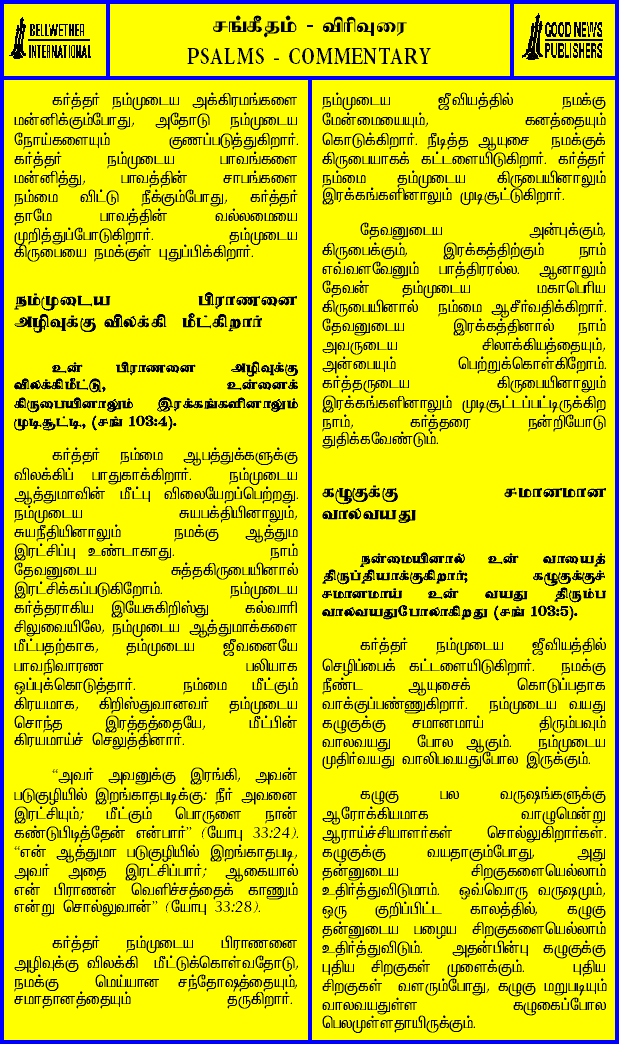 BELLWETHER
INTERNATIONAL
சங்கீதம் - விரிவுரை
PSALMS - COMMENTARY
GOOD NEWS
PUBLISHERS
கர்த்தர் நம்முடைய அக்கிரமங்களை
மன்னிக்கும்போது, அதோடு நம்முடைய
நோய்களையும் குணப்படுத்துகிறார்.
கர்த்தர் நம்முடைய பாவங்களை
மன்னித்து, பாவத்தின் சாபங்களை
நம்மை விட்டு நீக்கும்போது, கர்த்தர்
தாமே பாவத்தின் வல்லமையை
முறித்துப்போடுகிறார். தம்முடைய
கிருபையை நமக்குள் புதுப்பிக்கிறார்.
நம்முடைய பிராணனை
அழிவுக்கு விலக்கி மீட்கிறார்
உன் பிராணனை அழிவுக்கு
விலக்கிமீட்டு, உன்னைக்
கிருபையினாலும் இரக்கங்களினாலும்
முடிசூட்டி, (சங் 103:4).
கர்த்தர் நம்மை ஆபத்துக்களுக்கு
விலக்கிப் பாதுகாக்கிறார். நம்முடைய
ஆத்துமாவின் மீட்பு விலையேறப்பெற்றது.
நம்முடைய சுயபக்தியினாலும்,
சுயநீதியினாலும் நமக்கு ஆத்தும
இரட்சிப்பு உண்டாகாது. நாம்
தேவனுடைய சுத்தகிருபையினால்
இரட்சிக்கப்படுகிறோம். நம்முடைய
கர்த்தராகிய இயேசுகிறிஸ்து கல்வாரி
சிலுவையிலே, நம்முடைய ஆத்துமாக்களை
மீட்பதற்காக, தம்முடைய ஜீவனையே
பாவநிவாரண பலியாக
ஒப்புக்கொடுத்தார். நம்மை மீட்கும்
கிரயமாக, கிறிஸ்துவானவர் தம்முடைய
சொந்த இரத்தத்தையே, மீட்பின்
கிரயமாய்ச் செலுத்தினார்.
“அவர் அவனுக்கு இரங்கி, அவன்
படுகுழியில் இறங்காதபடிக்கு: நீர் அவனை
இரட்சியும்; மீட்கும் பொருளை நான்
கண்டுபிடித்தேன் என்பார்” (யோபு 33:24).
“என் ஆத்துமா படுகுழியில் இறங்காதபடி,
அவர் அதை இரட்சிப்பார்; ஆகையால்
என் பிராணன் வெளிச்சத்தைக் காணும்
என்று சொல்லுவான்” (யோபு 33:28).
கர்த்தர் நம்முடைய பிராணனை
அழிவுக்கு விலக்கி மீட்டுக்கொள்வதோடு,
நமக்கு மெய்யான சந்தோஷத்தையும்,
சமாதானத்தையும் தருகிறார்.
நம்முடைய ஜீவியத்தில் நமக்கு
மேன்மையையும், கனத்தையும்
கொடுக்கிறார். நீடித்த ஆயுசை நமக்குக்
கிருபையாகக் கட்டளையிடுகிறார். கர்த்தர்
நம்மை தம்முடைய கிருபையினாலும்
இரக்கங்களினாலும் முடிசூட்டுகிறார்.
தேவனுடைய அன்புக்கும்,
கிருபைக்கும், இரக்கத்திற்கும் நாம்
எவ்வளவேனும் பாத்திரரல்ல. ஆனாலும்
தேவன் தம்முடைய மகாபெரிய
கிருபையினால் நம்மை ஆசீர்வதிக்கிறார்.
தேவனுடைய இரக்கத்தினால் நாம்
அவருடைய சிலாக்கியத்தையும்,
அன்பையும் பெற்றுக்கொள்கிறோம்.
கர்த்தருடைய கிருபையினாலும்
இரக்கங்களினாலும் முடிசூட்டப்பட்டிருக்கிற
நாம், கர்த்தரை நன்றியோடு
துதிக்கவேண்டும்.
கழுகுக்கு சமானமான
வாலவயது
நன்மையினால் உன் வாயைத்
திருப்தியாக்குகிறார்; கழுகுக்குச்
சமானமாய் உன் வயது திரும்ப
வாலவயதுபோலாகிறது (சங் 103:5).
கர்த்தர் நம்முடைய ஜீவியத்தில்
செழிப்பைக் கட்டளையிடுகிறார். நமக்கு
நீண்ட ஆயுசைக் கொடுப்பதாக
வாக்குப்பண்ணுகிறார். நம்முடைய வயது
கழுகுக்கு சமானமாய் திரும்பவும்
வாலவயது போல ஆகும். நம்முடைய
முதிர்வயது வாலிபவயதுபோல இருக்கும்.
கழுகு பல வருஷங்களுக்கு
ஆரோக்கியமாக வாழுமென்று
ஆராய்ச்சியாளர்கள் சொல்லுகிறார்கள்.
கழுகுக்கு வயதாகும்போது, அது
தன்னுடைய சிறகுகளையெல்லாம்
உதிர்த்துவிடுமாம். ஒவ்வொரு வருஷமும்,
ஒரு குறிப்பிட்ட காலத்தில், கழுகு
தன்னுடைய பழைய சிறகுகளையெல்லாம்
உதிர்த்துவிடும். அதன்பின்பு கழுகுக்கு
புதிய சிறகுகள் முளைக்கும். புதிய
சிறகுகள் வளரும்போது, கழுகு மறுபடியும்
வாலவயதுள்ள கழுகைப்போல
பெலமுள்ளதாயிருக்கும்.